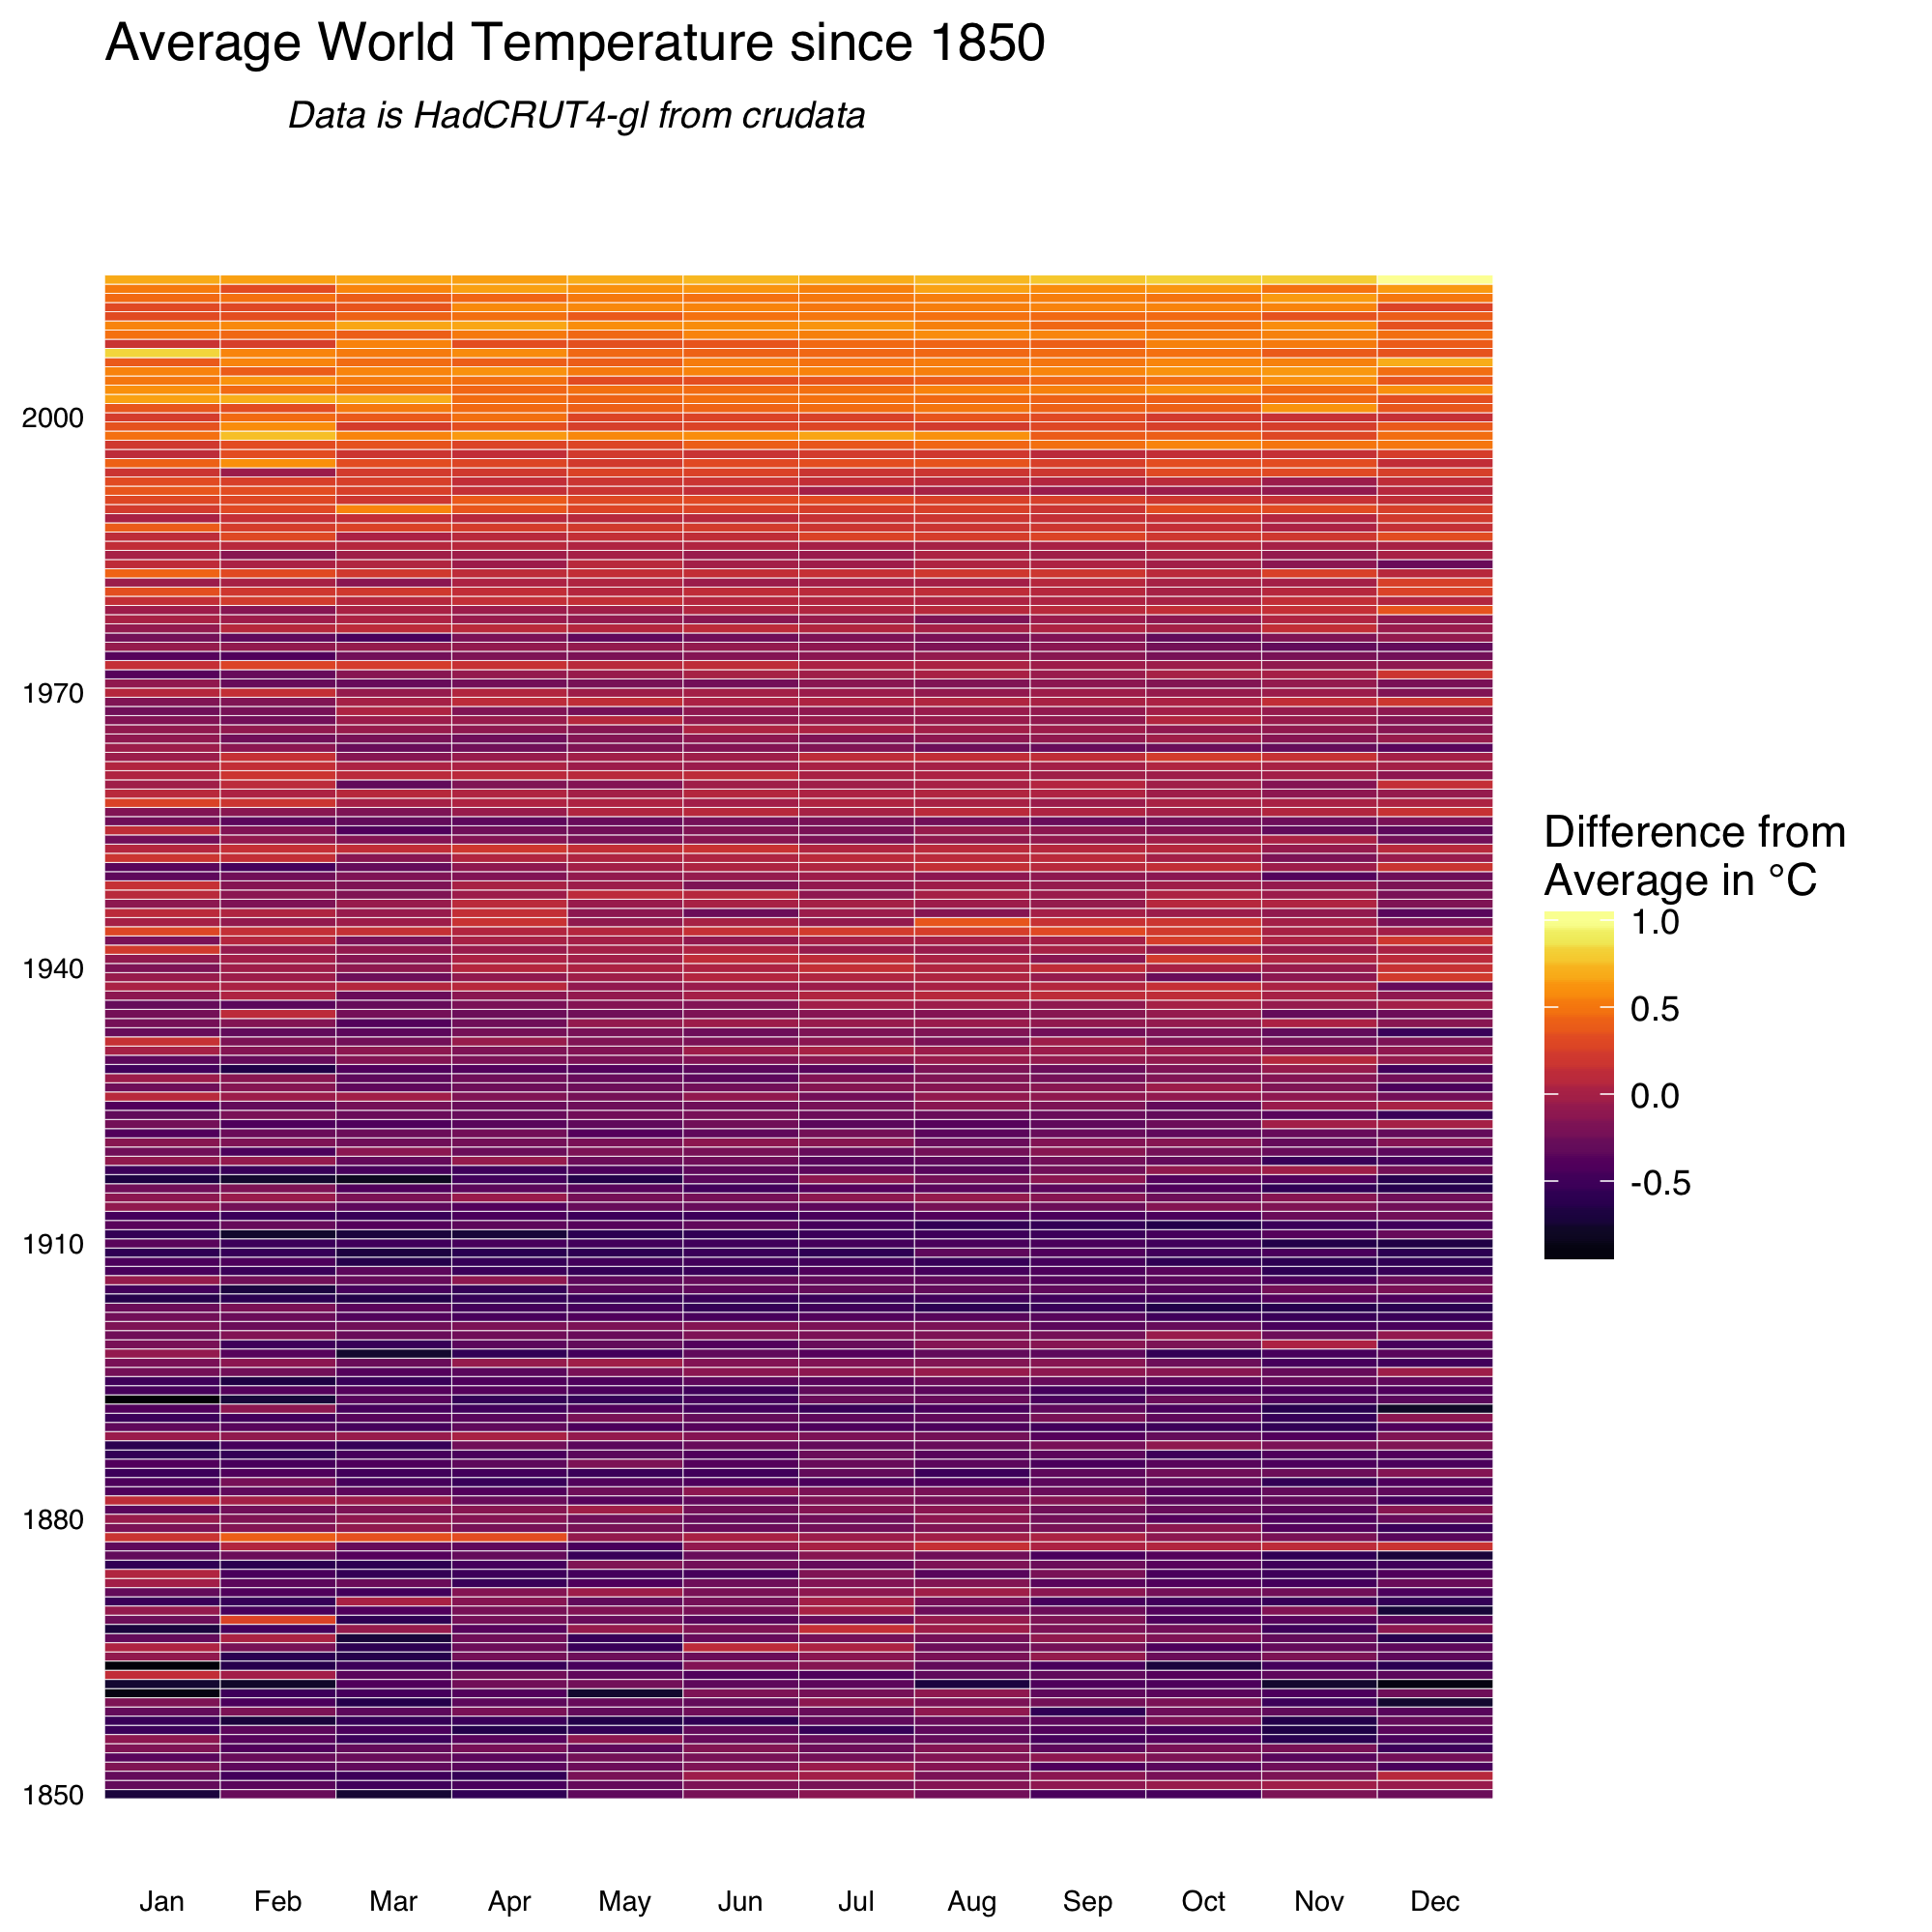 Average World Temperature since 1850
Data is HadCRUT4-gl from crudata
2000
1970
1940
1910
1880
1850
Jan Feb Mar Apr May Jun Jul Aug Sep Oct Nov Dec
Difference from
Average in °C
1.0
0.5
0.0
-0.5